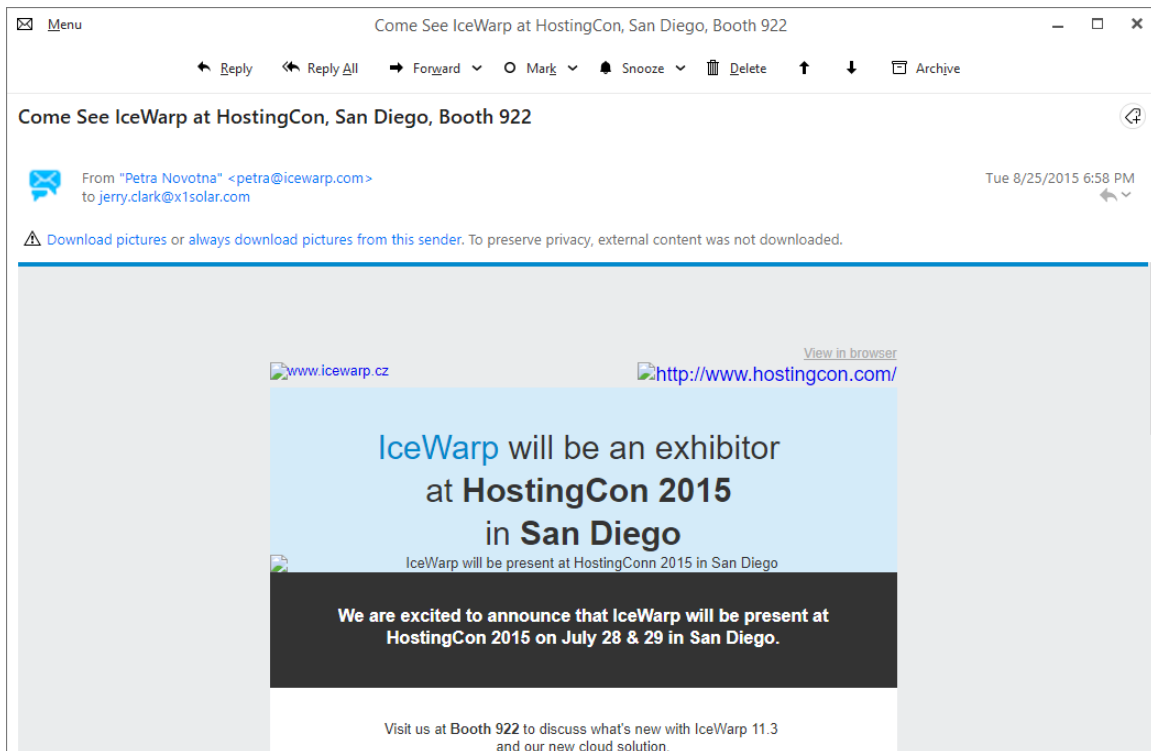 Menu
Come See IceWarp at HostingCon, San Diego, Booth 922
Reply Reply All Forward Mark Snooze Delete Archive
Come See IceWarp at HostingCon, San Diego, Booth 922
From "Petra Novotna" <petra@icewarp.com>
Tue 8/25/2015 6:58 PM
to jerry.clark@x1solar.com
Download pictures or always download pictures from this sender. To preserve privacy, external content was not downloaded.
View in browser
www.icewarp.cz
http://www.hostingcon.com/
IceWarp will be an exhibitor
at HostingCon 2015
in San Diego
IceWarp will be present at HostingConn 2015 in San Diego
We are excited to announce that IceWarp will be present at
HostingCon 2015 on July 28 & 29 in San Diego.
Visit us at Booth 922 to discuss what's new with IceWarp 11.3
and our new cloud solution.